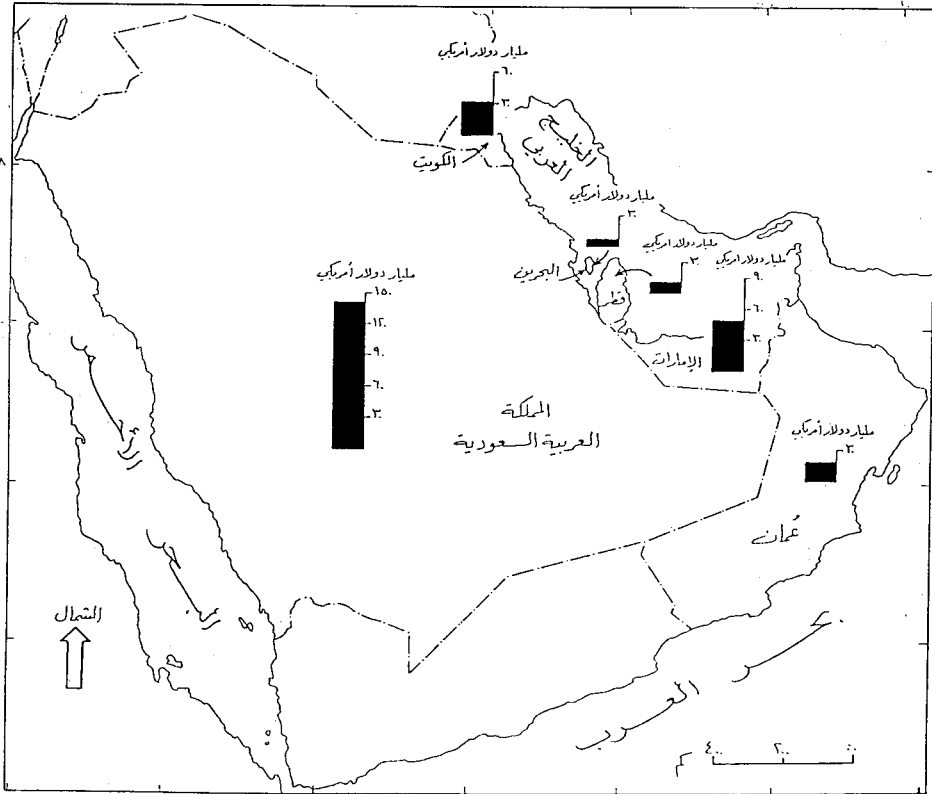 مليار دولار أمريكي
٦٠
٣٠
الكويت
الخليج
العربي
مليار دولار أمريكي
٣٠
البحرين
مليار دولار أمريكي
٣٠
قطر
مليار دولار أمريكي
٩٠
٦٠
٣٠
الإمارات
مليار دولار أمريكي
١٥٠
١٢٠
٩٠
٦٠
٣٠
المملكة
العربية السعودية
مليار دولار أمريكي
٣٠
عُمان
البحر
الأحمر
الشمال
بحر العرب
٤٠٠ ٢٠٠ ٥٠
كم